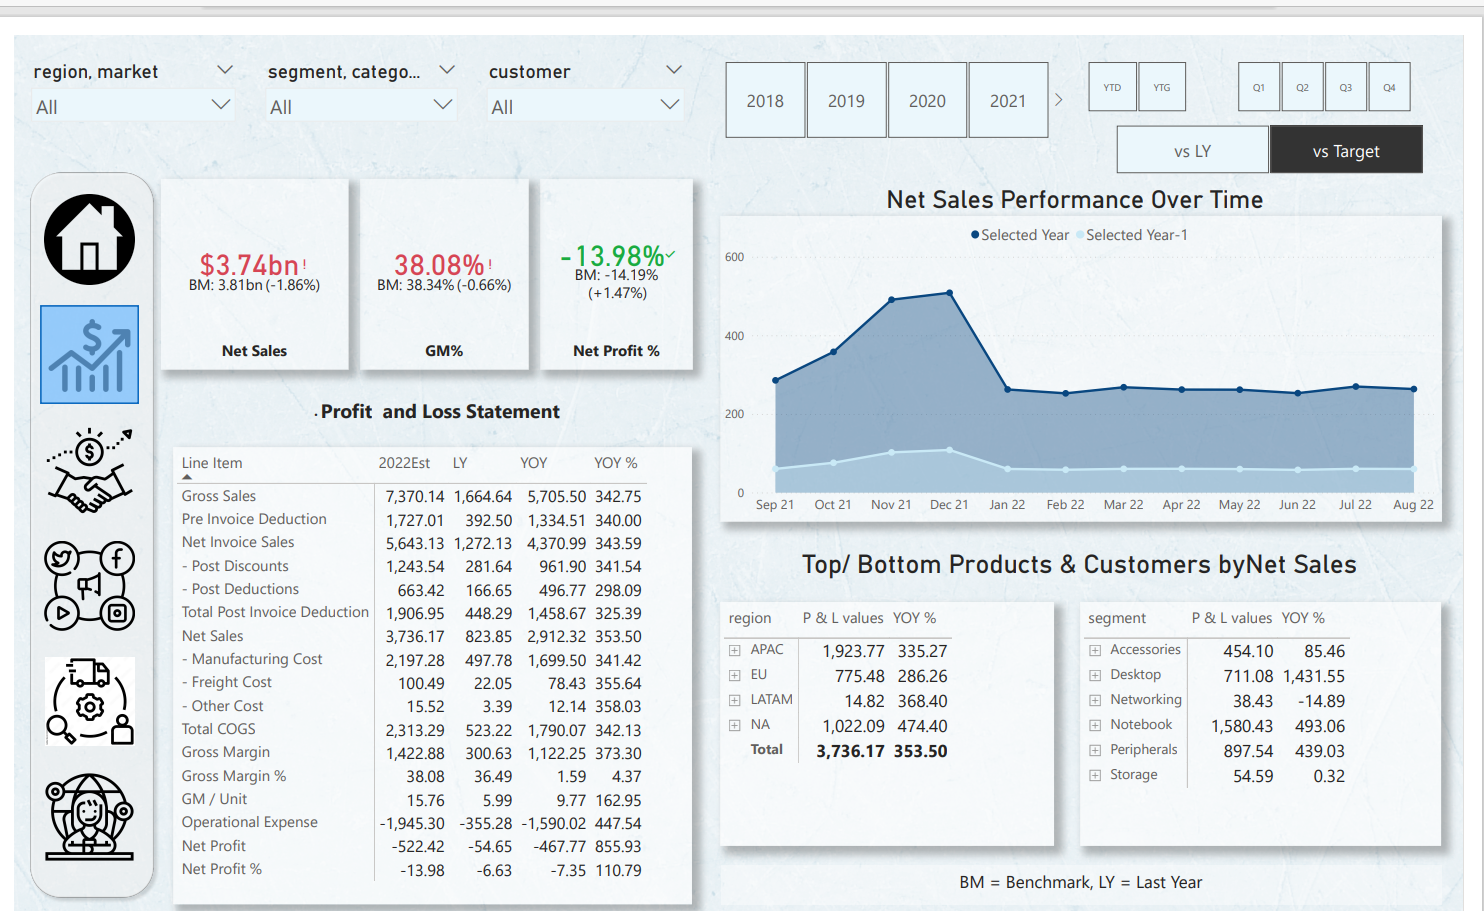 region, market
segment, catego...
customer
All
All
All
2018 2019 2020 2021
YTD YTG
Q1 Q2 Q3 Q4
vs LY vs Target
$3.74bn!
BM: 3.81bn (-1.86%)
Net Sales
38.08%!
BM: 38.34% (-0.66%)
GM%
-13.98%
BM: -14.19%
(+1.47%)
Net Profit %
Net Sales Performance Over Time
Selected Year Selected Year-1
600
400
200
0
Sep 21 Oct 21 Nov 21 Dec 21 Jan 22 Feb 22 Mar 22 Apr 22 May 22 Jun 22 Jul 22 Aug 22
. Profit and Loss Statement
Line Item 2022Est LY YOY YOY %
Gross Sales 7,370.14 1,664.64 5,705.50 342.75
Pre Invoice Deduction 1,727.01 392.50 1,334.51 340.00
Net Invoice Sales 5,643.13 1,272.13 4,370.99 343.59
- Post Discounts 1,243.54 281.64 961.90 341.54
- Post Deductions 663.42 166.65 496.77 298.09
Total Post Invoice Deduction 1,906.95 448.29 1,458.67 325.39
Net Sales 3,736.17 823.85 2,912.32 353.50
- Manufacturing Cost 2,197.28 497.78 1,699.50 341.42
- Freight Cost 100.49 22.05 78.43 355.64
- Other Cost 15.52 3.39 12.14 358.03
Total COGS 2,313.29 523.22 1,790.07 342.13
Gross Margin 1,422.88 300.63 1,122.25 373.30
Gross Margin % 38.08 36.49 1.59 4.37
GM / Unit 15.76 5.99 9.77 162.95
Operational Expense -1,945.30 -355.28 -1,590.02 447.54
Net Profit -522.42 -54.65 -467.77 855.93
Net Profit % -13.98 -6.63 -7.35 110.79
Top/ Bottom Products & Customers byNet Sales
region P & L values YOY %
APAC 1,923.77 335.27
EU 775.48 286.26
LATAM 14.82 368.40
NA 1,022.09 474.40
Total 3,736.17 353.50
segment P & L values YOY %
Accessories 454.10 85.46
Desktop 711.08 1,431.55
Networking 38.43 -14.89
Notebook 1,580.43 493.06
Peripherals 897.54 439.03
Storage 54.59 0.32
BM = Benchmark, LY = Last Year